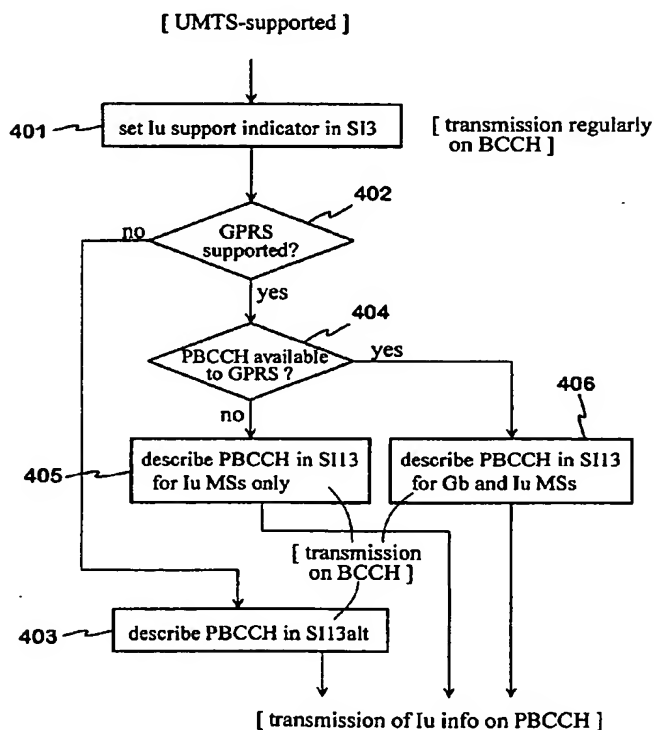 [ UMTS-supported ]
401
set Iu support indicator in SI3
[ transmission regularly
on BCCH ]
402
no
GPRS
supported?
yes
404
PBCCH available
to GPRS ?
yes
no
406
405
describe PBCCH in SI13
for Iu MSs only
describe PBCCH in SI13
for Gb and Iu MSs
[ transmission
on BCCH ]
403
describe PBCCH in SI13alt
[ transmission of Iu info on PBCCH ]